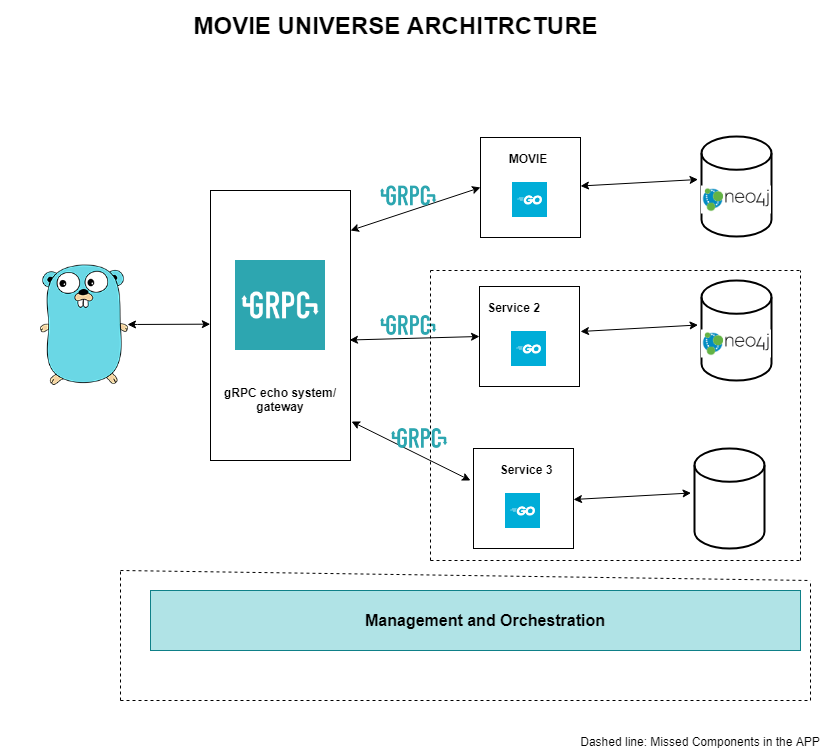 MOVIE UNIVERSE ARCHITRCTURE
MOVIE
GO
neo4j
GRPC
GRPC
gRPC echo system/
gateway
GRPC
Service 2
GO
neo4j
GRPC
Service 3
GO
Management and Orchestration
Dashed line: Missed Components in the APP